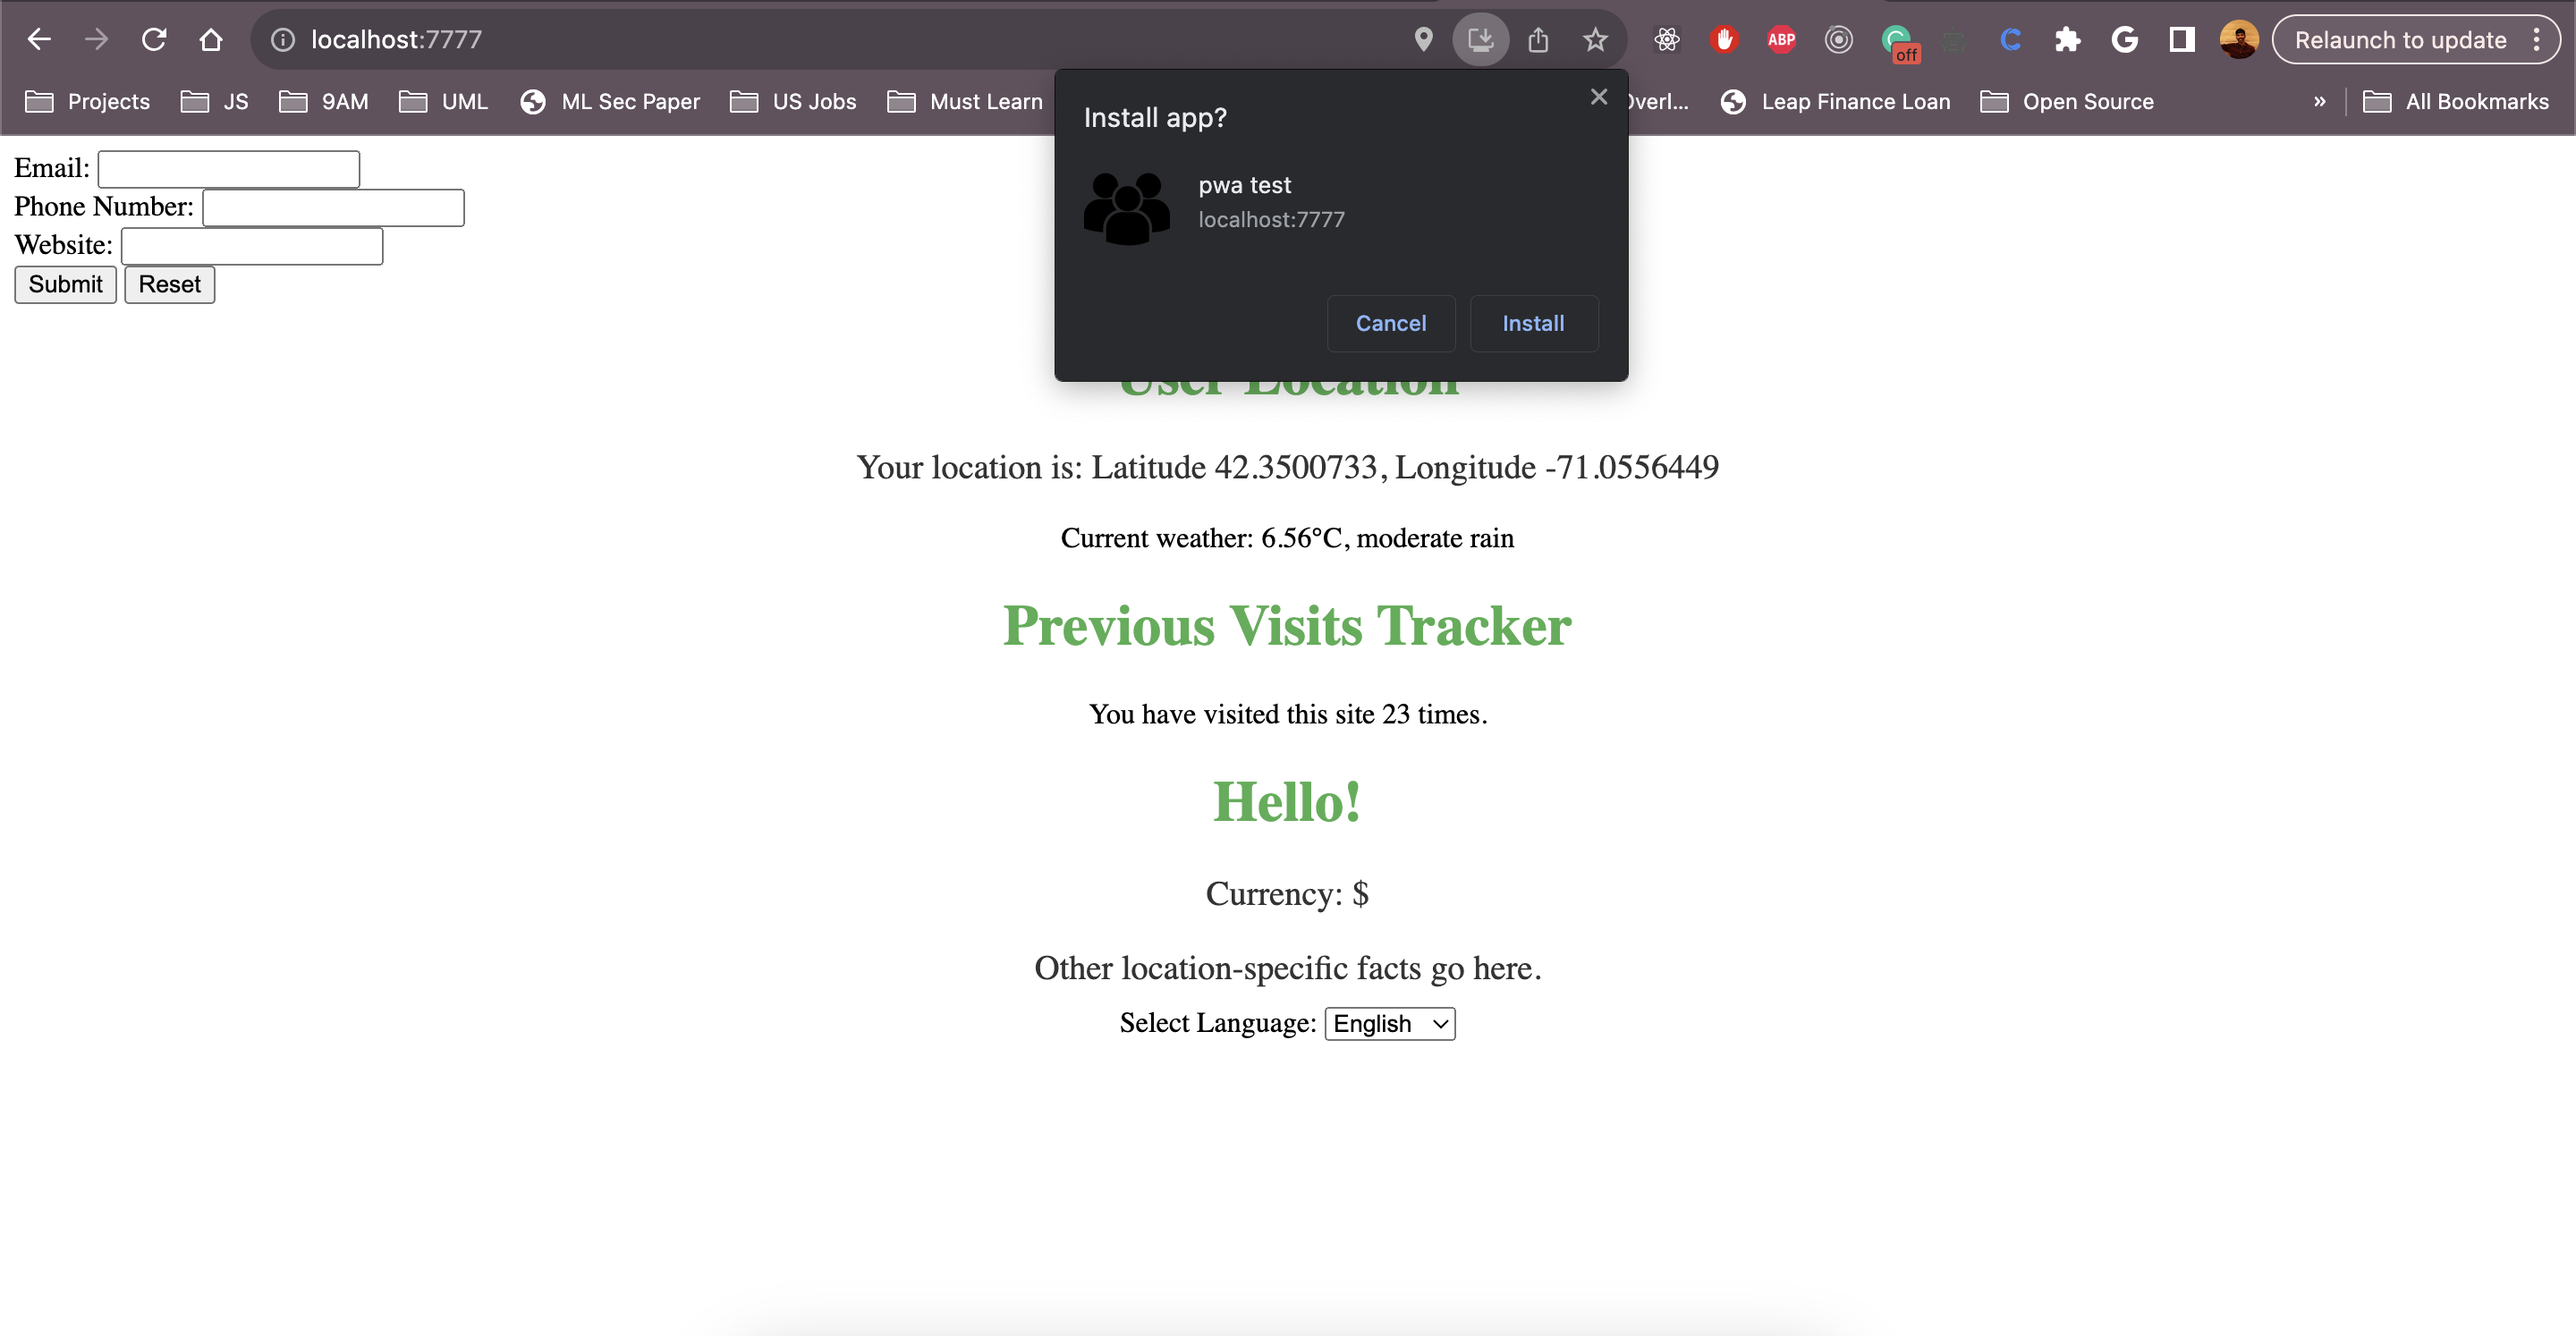 localhost:7777
ABP
off
Relaunch to update
Projects
JS
9AM
UML
ML Sec Paper
US Jobs
Must Learn
Leap Finance Loan
Open Source
»
All Bookmarks
Install app?
pwa test
localhost:7777
Cancel
Install
Email:
Phone Number:
Website:
Submit
Reset
User Location
Your location is: Latitude 42.3500733, Longitude -71.0556449
Current weather: 6.56°C, moderate rain
Previous Visits Tracker
You have visited this site 23 times.
Hello!
Currency: $
Other location-specific facts go here.
Select Language: English